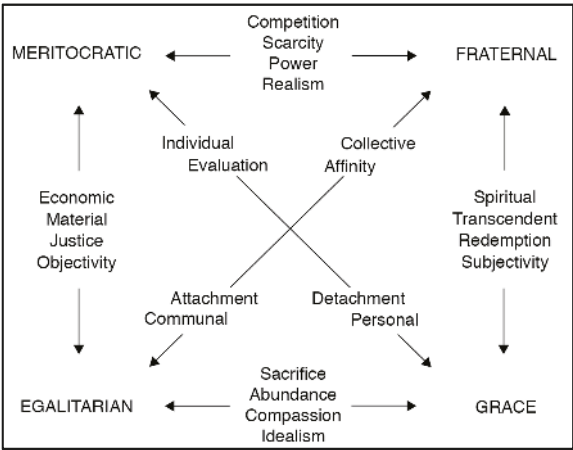 Competition
Scarcity
Power
Realism
MERITOCRATIC
FRATERNAL
Individual
Evaluation
Collective
Affinity
Economic
Material
Justice
Objectivity
Spiritual
Transcendent
Redemption
Subjectivity
Attachment
Communal
Detachment
Personal
Sacrifice
Abundance
Compassion
Idealism
EGALITARIAN
GRACE